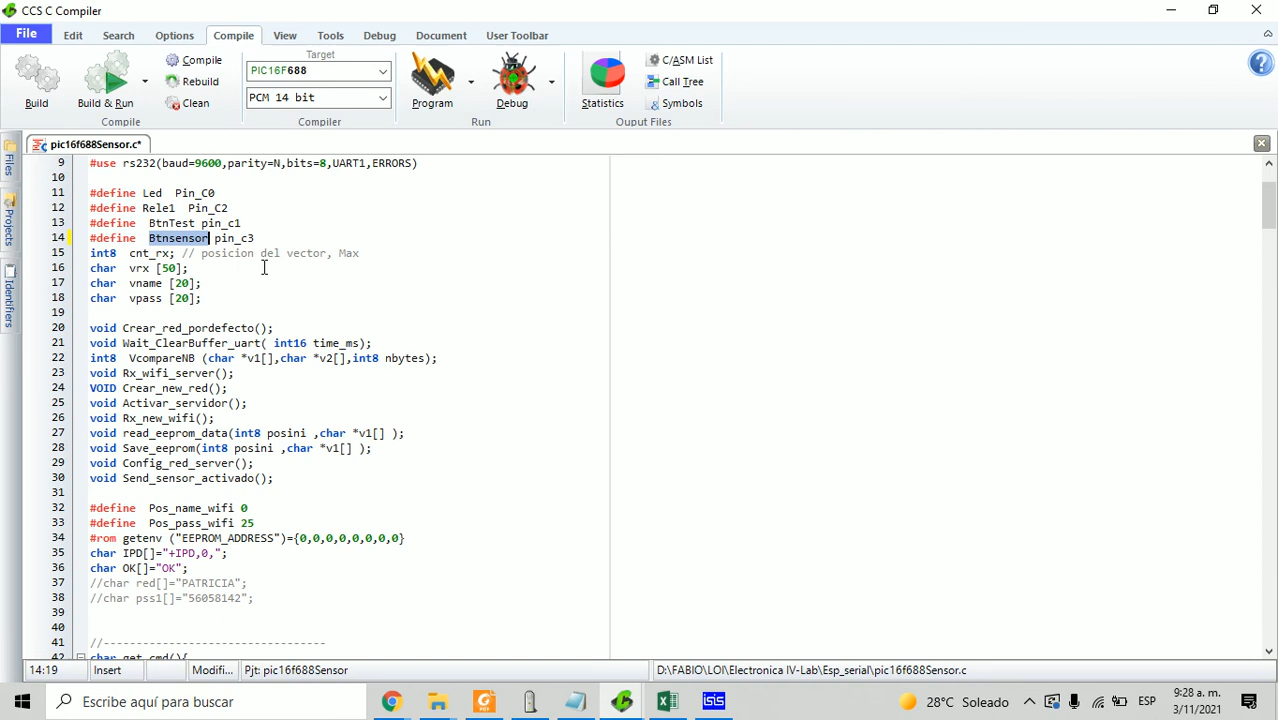 CCS C Compiler
File Edit Search Options Compile View Tools Debug Document User Toolbar
Build
Build & Run
Compile
Rebuild
Clean
Compile
Target
PIC16F688
PCM 14 bit
Compiler
Program
Debug
Run
Statistics
C/ASM List
Call Tree
Symbols
Ouput Files
pic16f688Sensor.c*
Files
Projects
Identifiers
9 #use rs232(baud=9600,parity=N,bits=8,UART1,ERRORS)
10
11 #define Led Pin_C0
12 #define Rele1 Pin_C2
13 #define BtnTest pin_c1
14 #define Btnsensor pin_c3
15 int8 cnt_rx; // posicion del vector, Max
16 char vrx [50];
17 char vname [20];
18 char vpass [20];
19
20 void Crear_red_pordefecto();
21 void Wait_ClearBuffer_uart( int16 time_ms);
22 int8 VcompareNB (char *v1[],char *v2[],int8 nbytes);
23 void Rx_wifi_server();
24 VOID Crear_new_red();
25 void Activar_servidor();
26 void Rx_new_wifi();
27 void read_eeprom_data(int8 posini ,char *v1[] );
28 void Save_eeprom(int8 posini ,char *v1[] );
29 void Config_red_server();
30 void Send_sensor_activado();
31
32 #define Pos_name_wifi 0
33 #define Pos_pass_wifi 25
34 #rom getenv ("EEPROM_ADDRESS")={0,0,0,0,0,0,0,0}
35 char IPD[]="+IPD,0,";
36 char OK[]="OK";
37 //char red[]="PATRICIA";
38 //char pss1[]="56058142";
39
40
41 //----------------------------------
42 char get_cmd(){
14:19 Insert Modifi... Pjt: pic16f688Sensor D:\FABIO\LOI\Electronica IV-Lab\Esp_serial\pic16f688Sensor.c
Escribe aquí para buscar
28°C Soleado
ESP
9:28 a. m.
3/11/2021